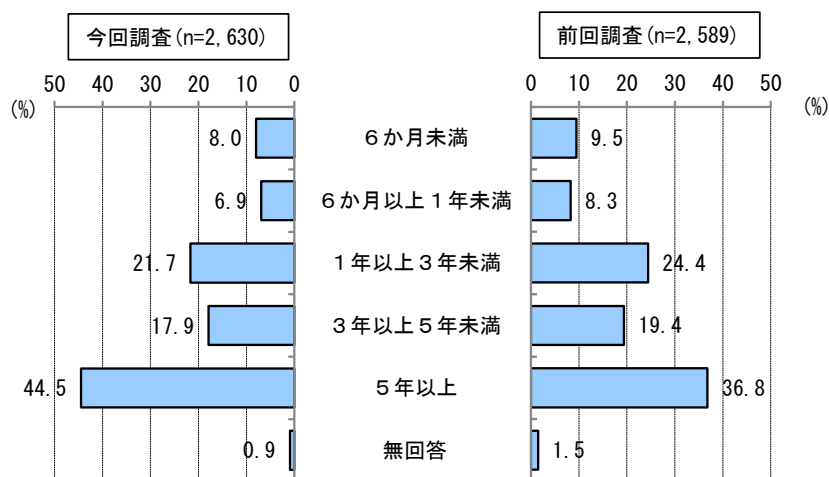 今回調査(n=2,630)
前回調査(n=2,589)
50 40 30 20 10 0
0 10 20 30 40 50
(%)
(%)
8.0 6か月未満 9.5
6.9 6か月以上1年未満 8.3
21.7 1年以上3年未満 24.4
17.9 3年以上5年未満 19.4
44.5 5年以上 36.8
0.9 無回答 1.5